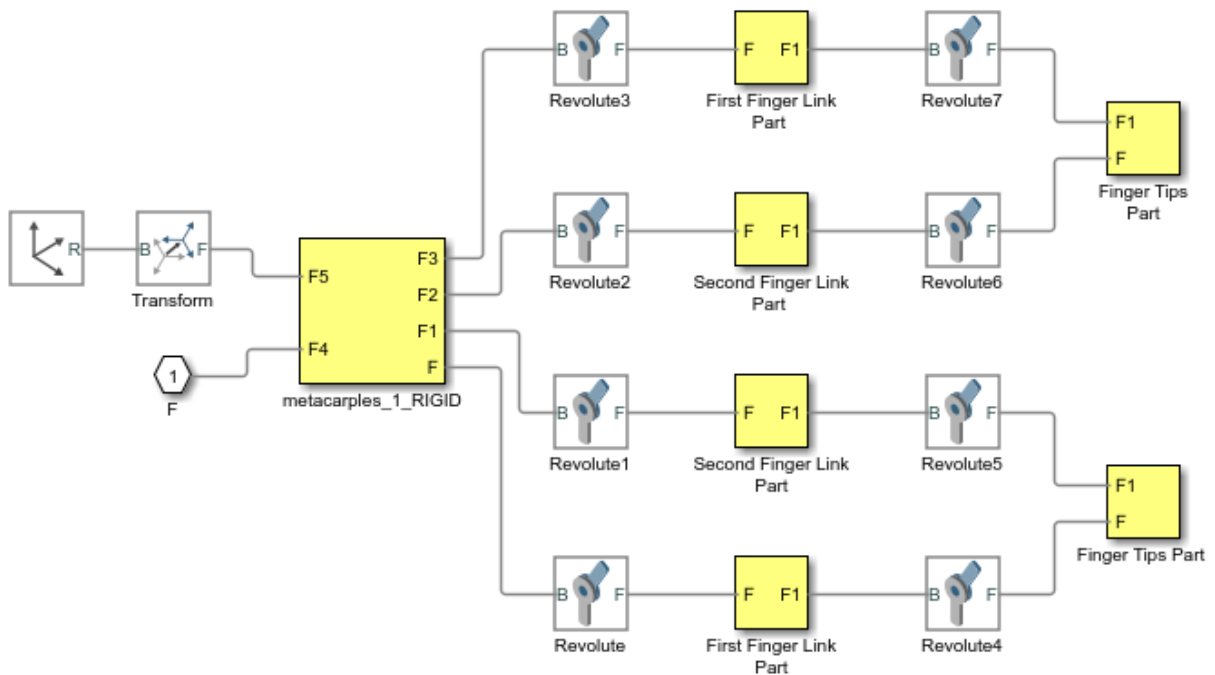 B F
Revolute3
F F1
First Finger Link
Part
B F
Revolute7
F1
F
Finger Tips
Part
B F
Revolute2
F F1
Second Finger Link
Part
B F
Revolute6
R
B F
Transform
F5
F4
F3
F2
F1
F
metacarples_1_RIGID
1
F
B F
Revolute1
F F1
Second Finger Link
Part
B F
Revolute5
F1
F
Finger Tips Part
B F
Revolute
F F1
First Finger Link
Part
B F
Revolute4